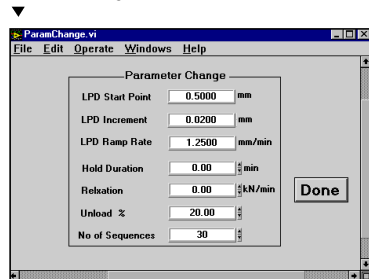 ParamChange.vi
File Edit Operate Windows Help
Parameter Change
LPD Start Point 0.5000 mm
LPD Increment 0.0200 mm
LPD Ramp Rate 1.2500 mm/min
Hold Duration 0.00 min
Relxation 0.00 kN/min
Done
Unload % 20.00
No of Sequences 30